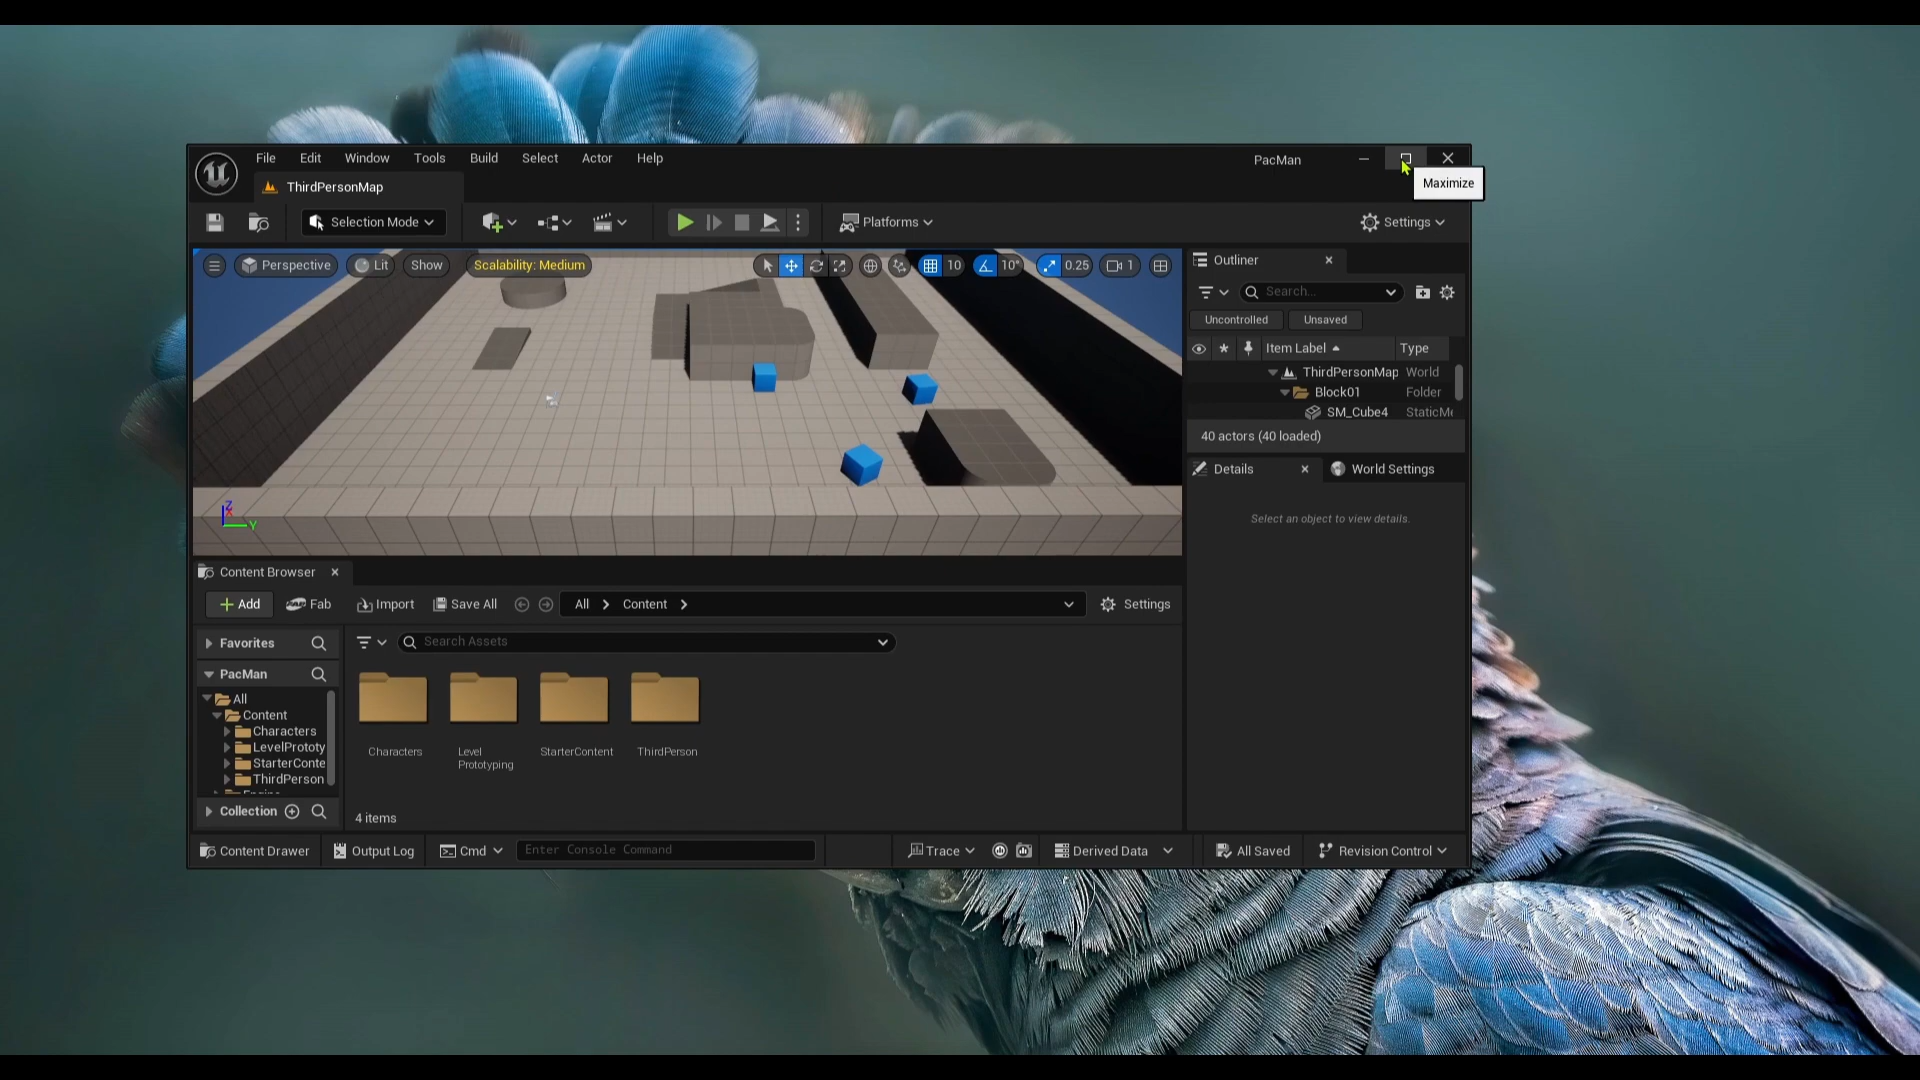 File Edit Window Tools Build Select Actor Help
PacMan
Maximize
ThirdPersonMap
Selection Mode
Platforms
Settings
Perspective Lit Show Scalability: Medium
10 10° 0.25 1
Z
X
Y
Outliner
Search...
Uncontrolled Unsaved
Item Label Type
ThirdPersonMap World
Block01 Folder
SM_Cube4 StaticMe
40 actors (40 loaded)
Details World Settings
Select an object to view details.
Content Browser
Add Fab Import Save All All Content Settings
Favorites
Search Assets
PacMan
All
Content
Characters
LevelPrototy
StarterConte
ThirdPerson
Collection
Characters
Level
Prototyping
StarterContent
ThirdPerson
4 items
Content Drawer Output Log Cmd Enter Console Command Trace Derived Data All Saved Revision Control